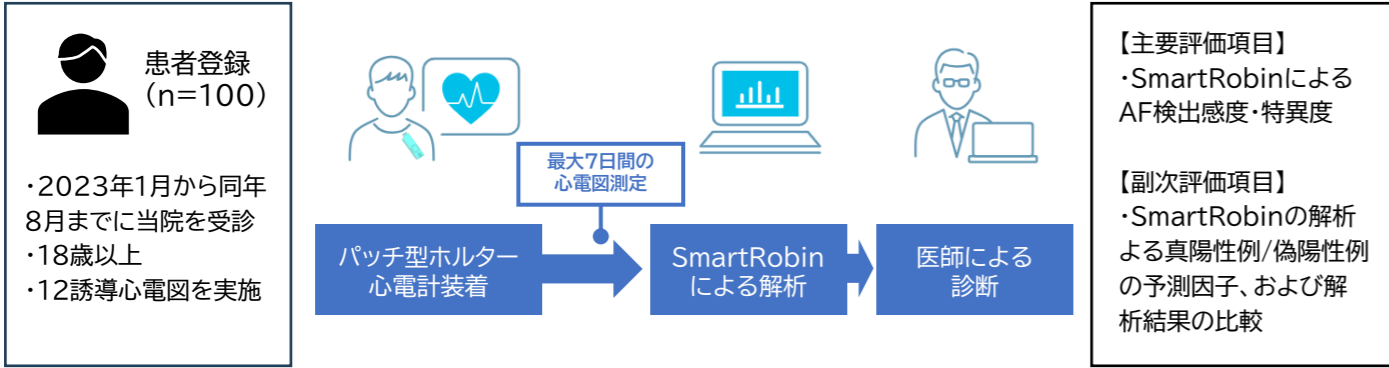 患者登録
(n=100)
・2023年1月から同年
8月までに当院を受診
・18歳以上
・12誘導心電図を実施
最大7日間の
心電図測定
パッチ型ホルター
心電計装着
SmartRobin
による解析
医師による
診断
【主要評価項目】
・SmartRobinによる
AF検出感度・特異度
【副次評価項目】
・SmartRobinの解析
よる真陽性例/偽陽性例
の予測因子、および解
析結果の比較